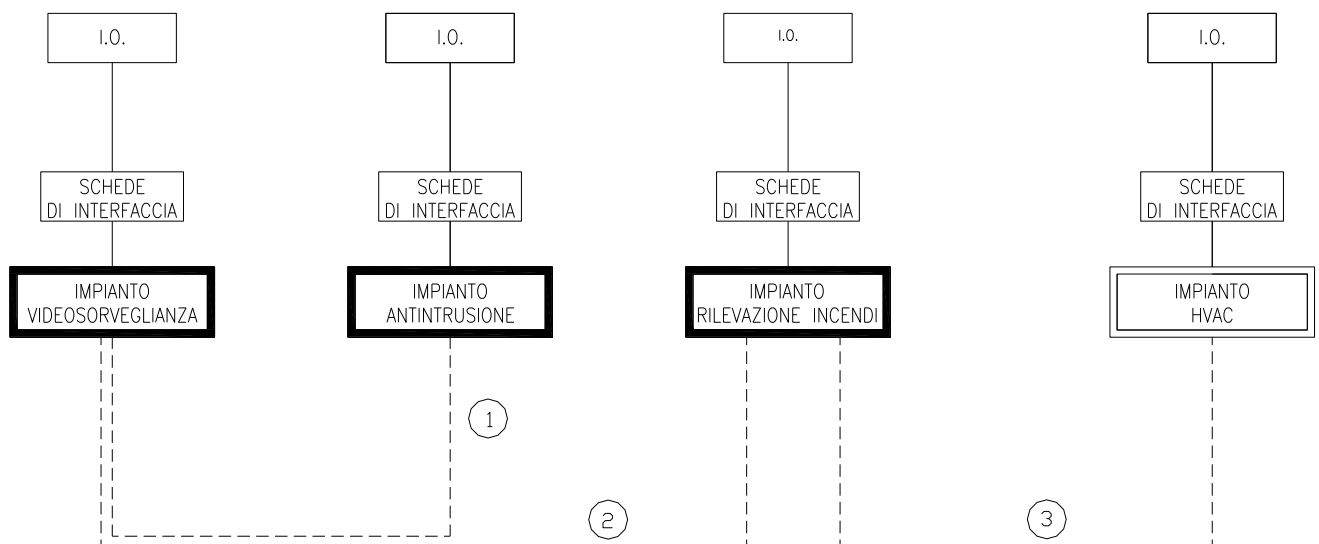 I.O.
I.O.
I.O.
I.O.
SCHEDE
DI INTERFACCIA
SCHEDE
DI INTERFACCIA
SCHEDE
DI INTERFACCIA
SCHEDE
DI INTERFACCIA
IMPIANTO
VIDEOSORVEGLIANZA
IMPIANTO
ANTINTRUSIONE
IMPIANTO
RILEVAZIONE INCENDI
IMPIANTO
HVAC
1
2
3